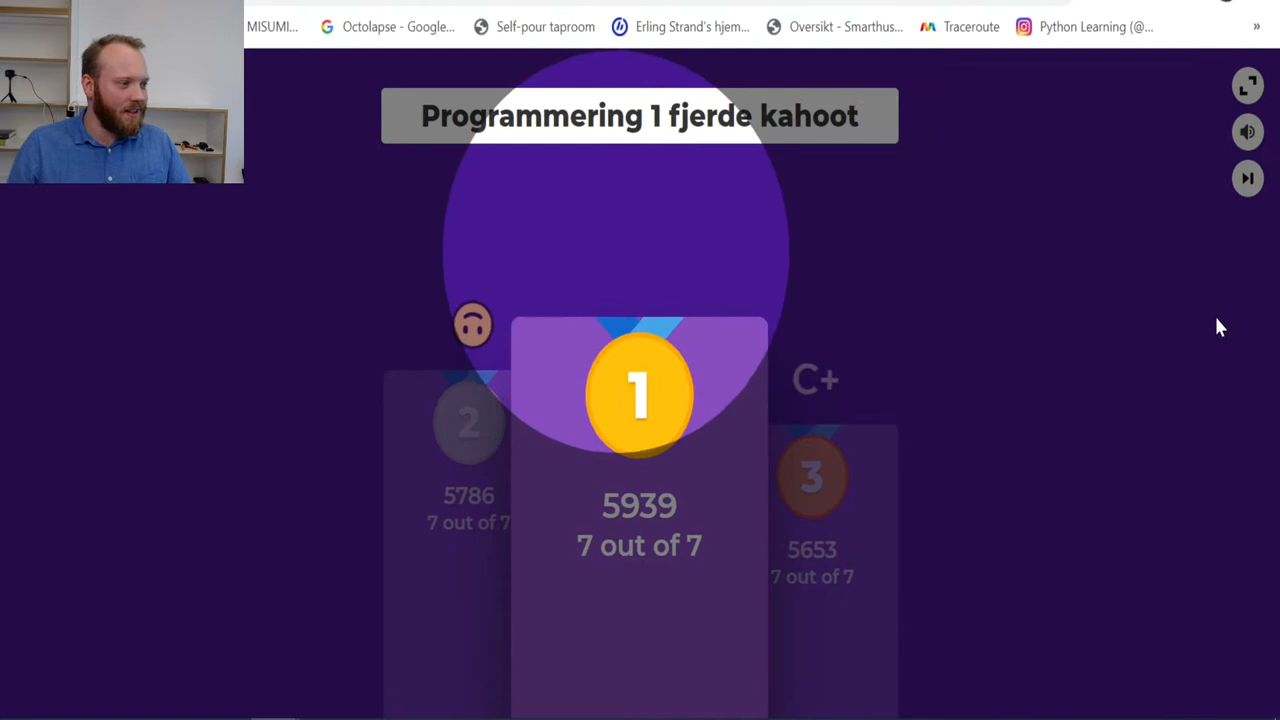 MISUMI...
Octolapse - Google...
Self-pour taproom
Erling Strand's hjem...
Oversikt - Smarthus...
Traceroute
Python Learning (@...
»
Programmering 1 fjerde kahoot
1
5939
7 out of 7
2
5786
7 out of 7
C+
3
5653
7 out of 7